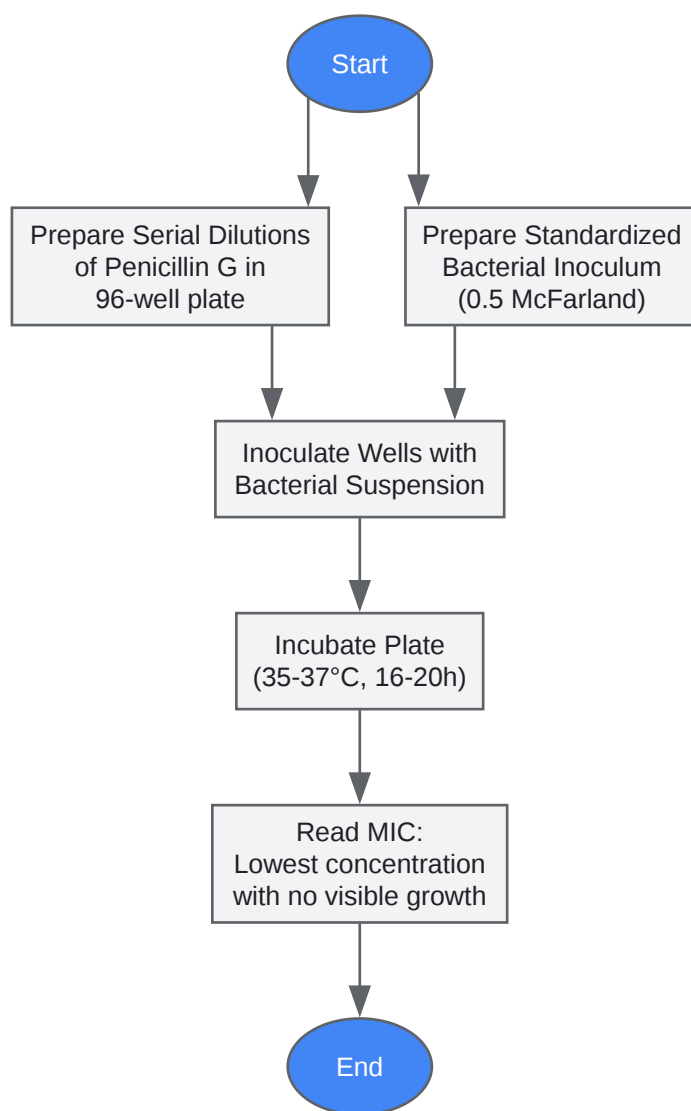 Start
Prepare Serial Dilutions
of Penicillin G in
96-well plate
Prepare Standardized
Bacterial Inoculum
(0.5 McFarland)
Inoculate Wells with
Bacterial Suspension
Incubate Plate
(35-37°C, 16-20h)
Read MIC:
Lowest concentration
with no visible growth
End